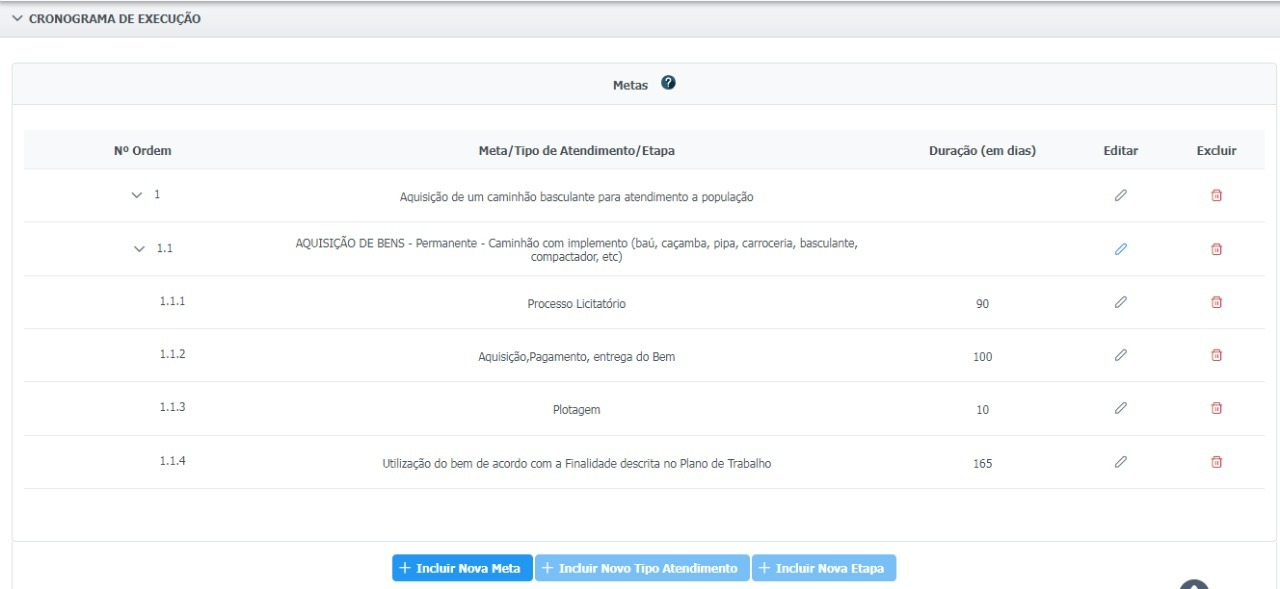 CRONOGRAMA DE EXECUÇÃO
Metas ?
Nº Ordem Meta/Tipo de Atendimento/Etapa Duração (em dias) Editar Excluir
1 Aquisição de um caminhão basculante para atendimento a população
1.1 AQUISIÇÃO DE BENS - Permanente - Caminhão com implemento (baú, caçamba, pipa, carroceria, basculante,
compactador, etc)
1.1.1 Processo Licitatório 90
1.1.2 Aquisição,Pagamento, entrega do Bem 100
1.1.3 Plotagem 10
1.1.4 Utilização do bem de acordo com a Finalidade descrita no Plano de Trabalho 165
+ Incluir Nova Meta + Incluir Novo Tipo Atendimento + Incluir Nova Etapa